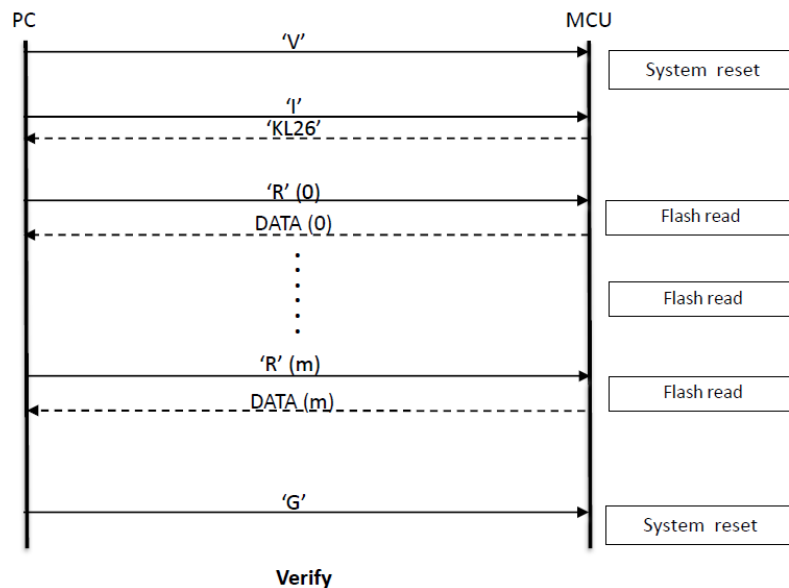 PC
MCU
‘V’
System reset
‘I’
‘KL26’
‘R’ (0)
Flash read
DATA (0)
Flash read
‘R’ (m)
Flash read
DATA (m)
‘G’
System reset
Verify